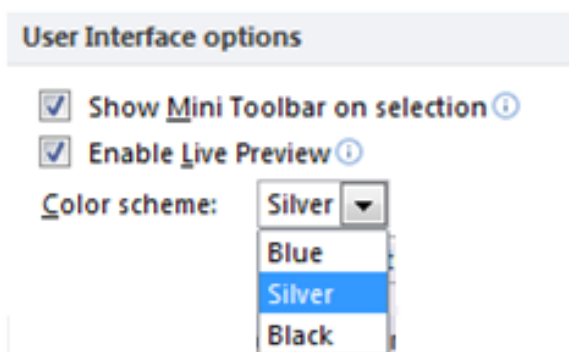 User Interface options
Show Mini Toolbar on selection
Enable Live Preview
Color scheme: Silver
Blue
Silver
Black